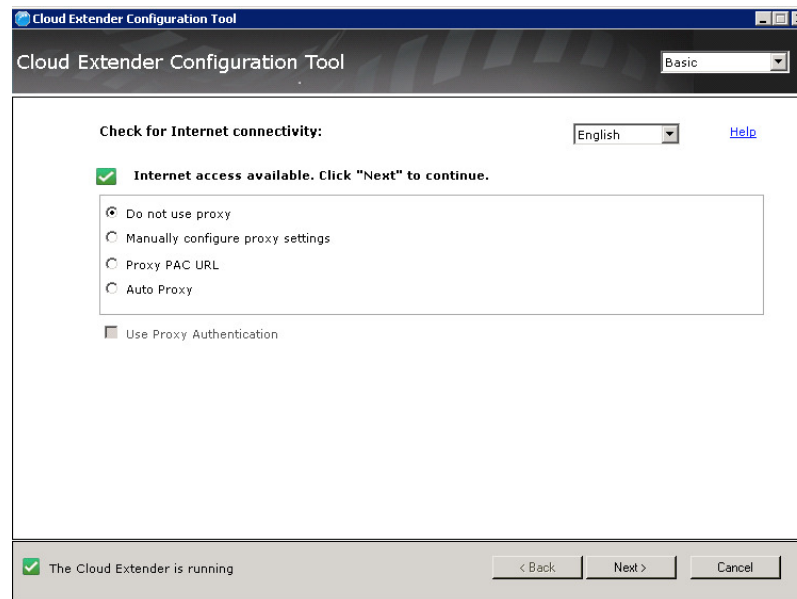 Cloud Extender Configuration Tool
Cloud Extender Configuration Tool
Basic
Check for Internet connectivity:
English
Help
Internet access available. Click "Next" to continue.
Do not use proxy
Manually configure proxy settings
Proxy PAC URL
Auto Proxy
Use Proxy Authentication
The Cloud Extender is running
< Back
Next >
Cancel